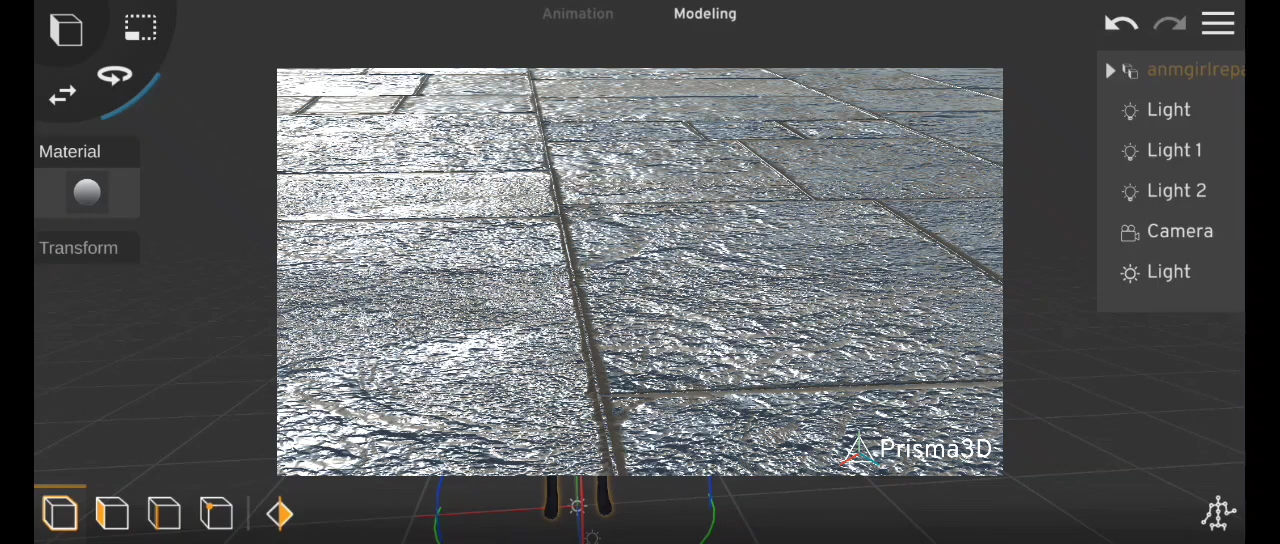 Animation
Modeling
anmgirlrepa
Light
Material
Light 1
Light 2
Transform
Camera
Light
Prisma3D